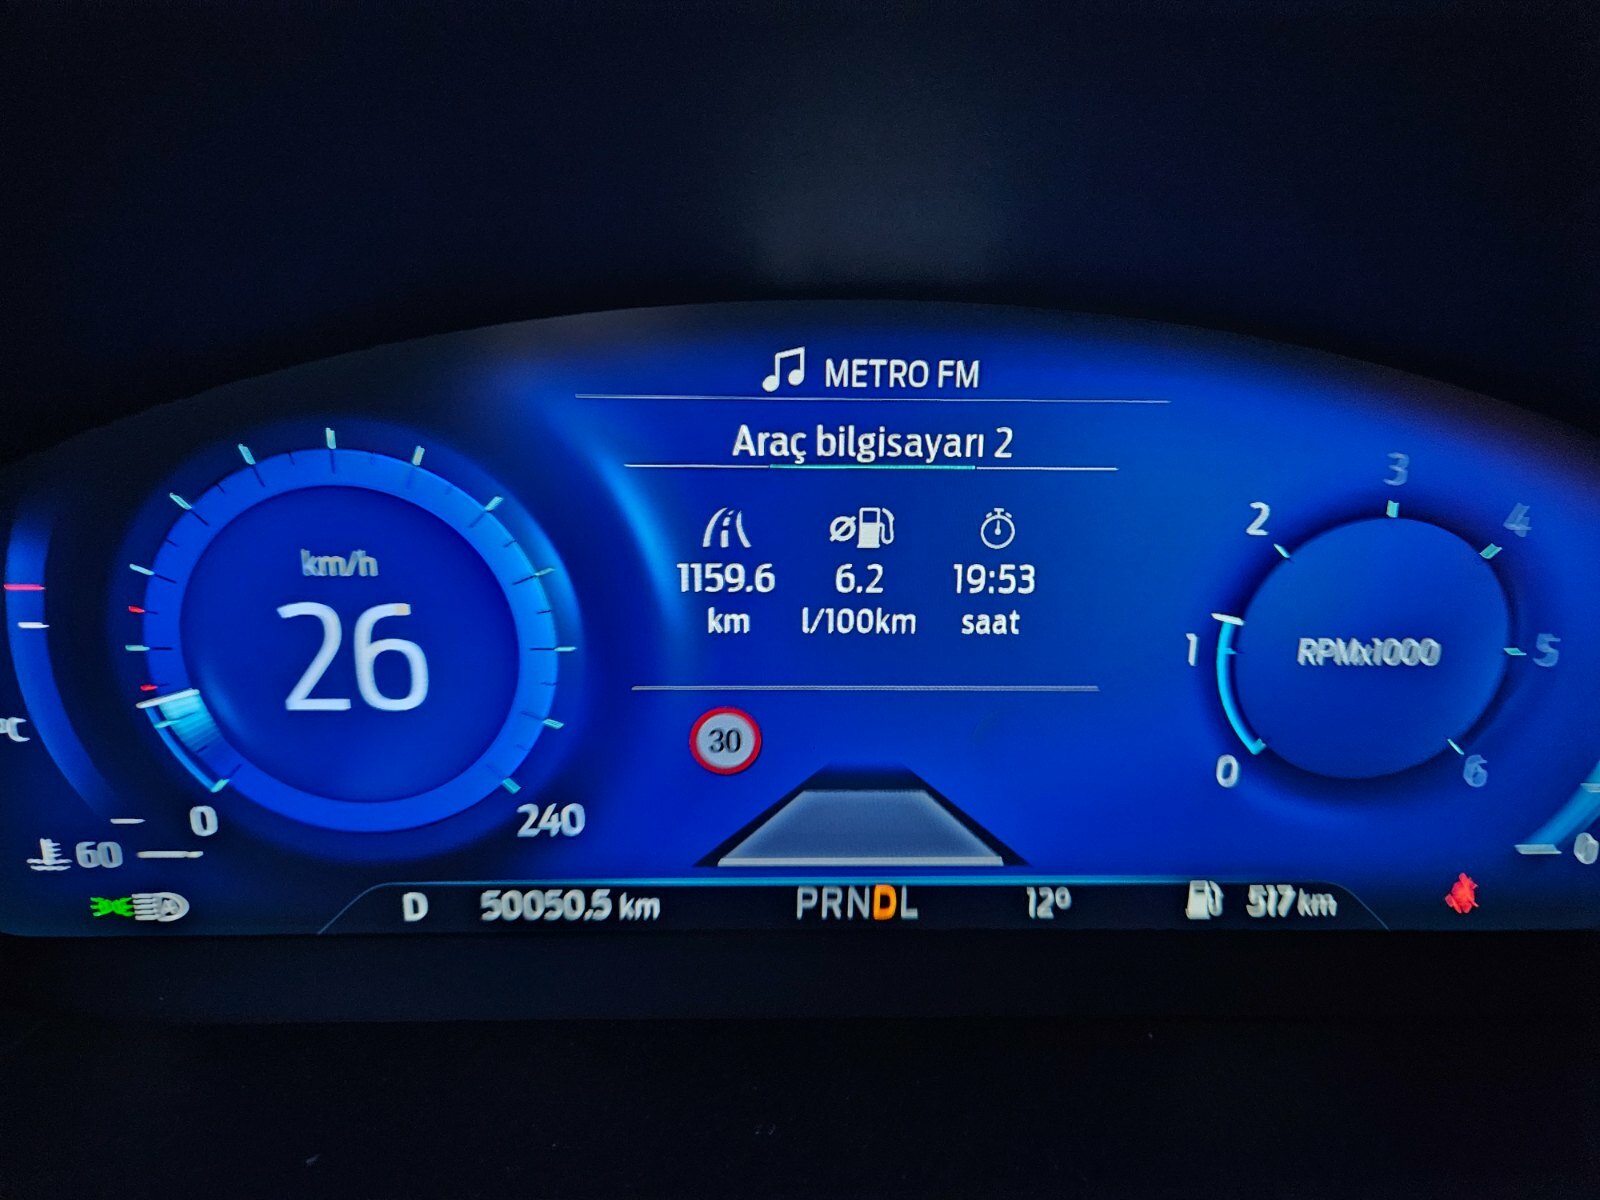 METRO FM
Araç bilgisayarı 2
1159.6 6.2 19:53
km l/100km saat
km/h
26
30
0 240
0 1 2 3 4 5 6
RPMx1000
°C
60
D 50050.5 km PRNDL 12° 517 km
0